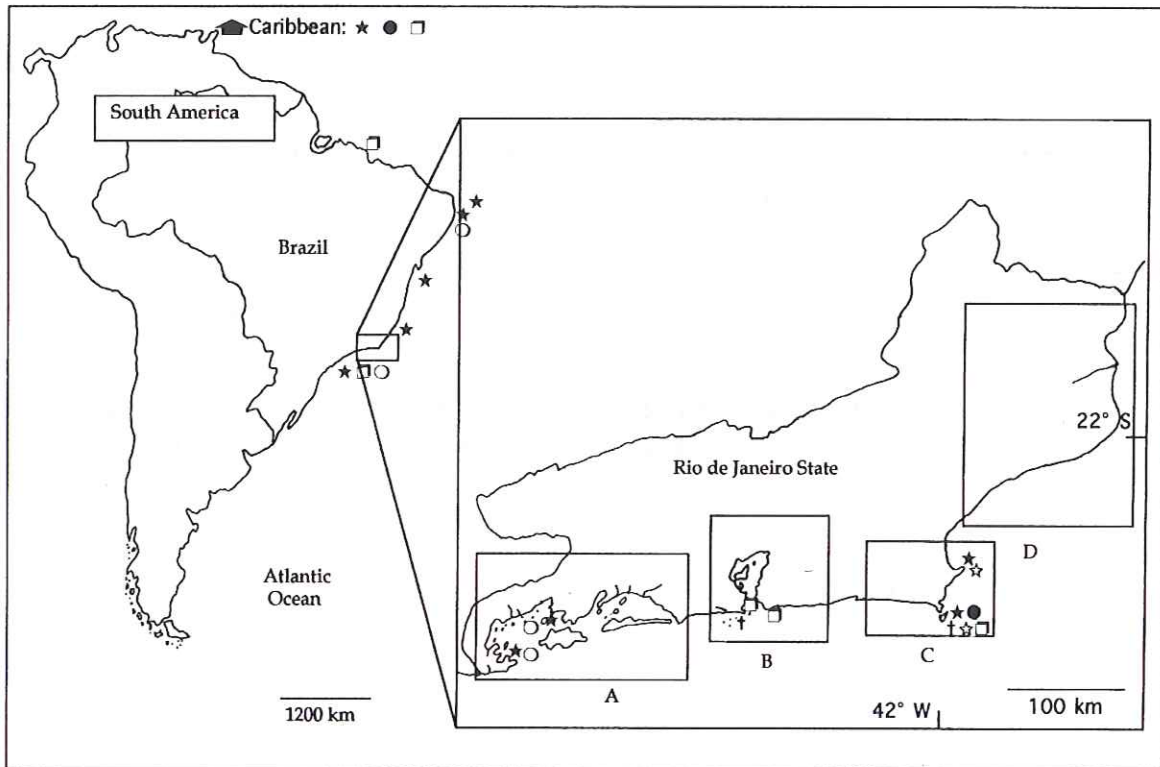 Caribbean: ★ ● ❒
South America
Brazil
22° S
Rio de Janeiro State
D
Atlantic
Ocean
B
C
A
1200 km
42° W
100 km